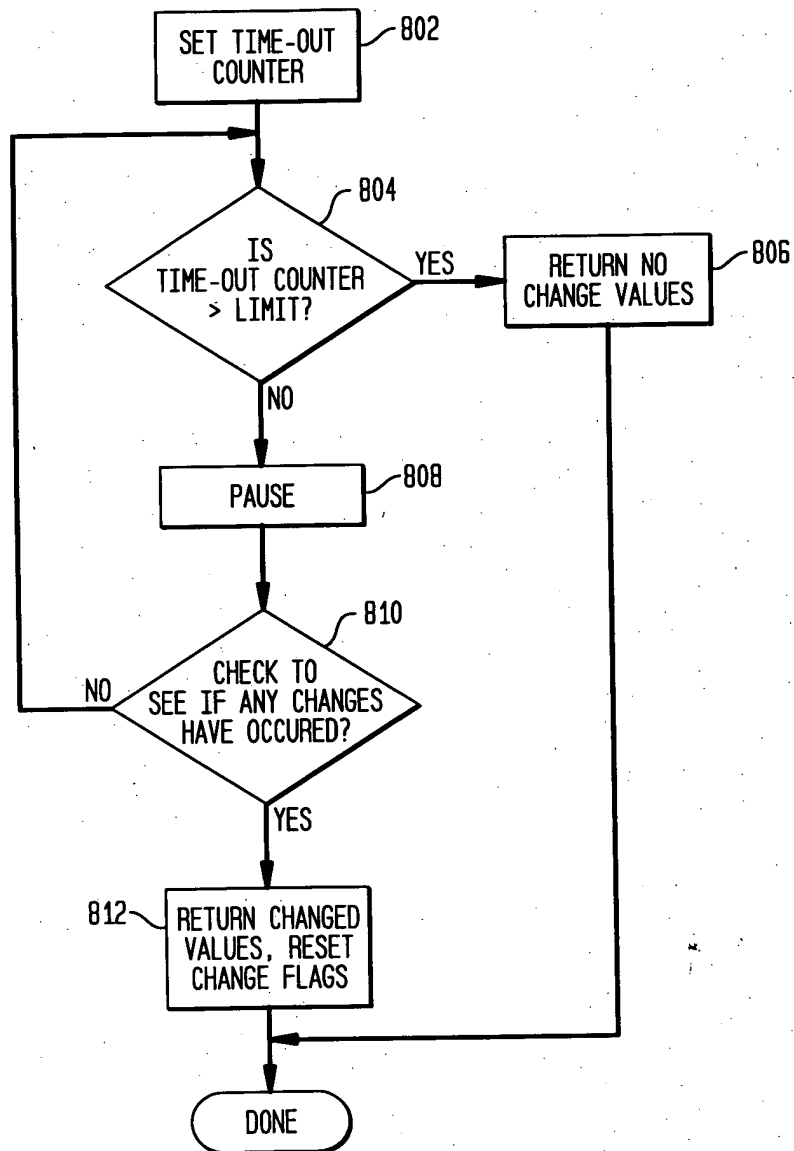 SET TIME-OUT
COUNTER
802
804
IS
TIME-OUT COUNTER
> LIMIT?
YES
RETURN NO
CHANGE VALUES
806
NO
PAUSE
808
810
CHECK TO
SEE IF ANY CHANGES
HAVE OCCURED?
NO
YES
812
RETURN CHANGED
VALUES, RESET
CHANGE FLAGS
DONE